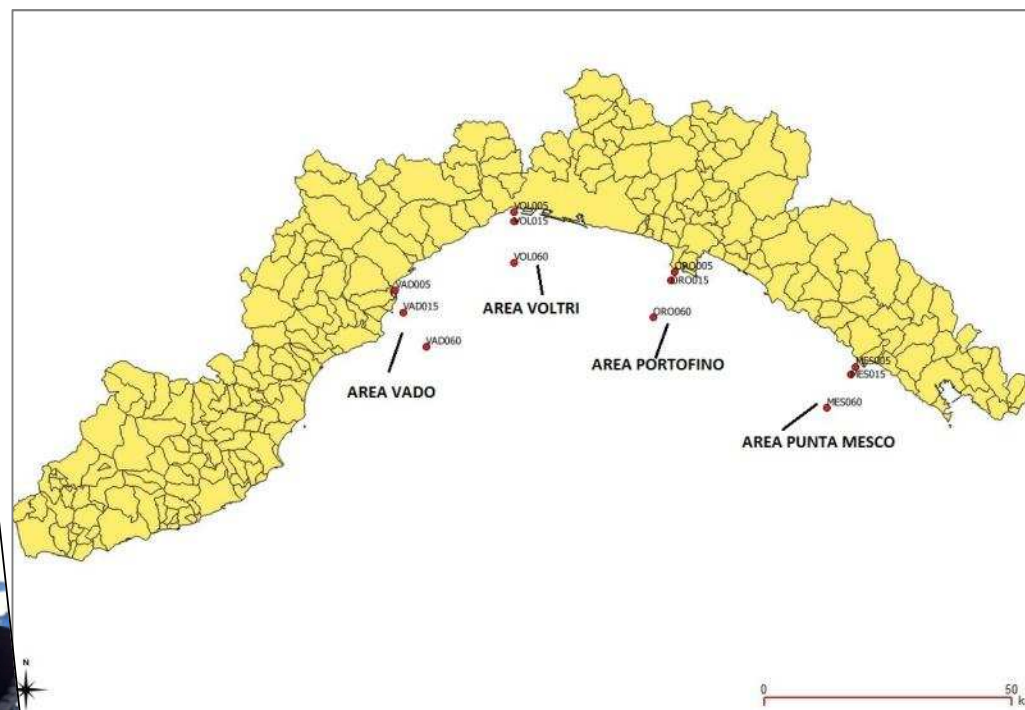 VOL005
VOL015
VOL060
AREA VOLTRI
ORO005
ORO015
ORO060
AREA PORTOFINO
VAD005
VAD015
VAD060
AREA VADO
MES005
MES015
MES060
AREA PUNTA MESCO
N
0 50
k